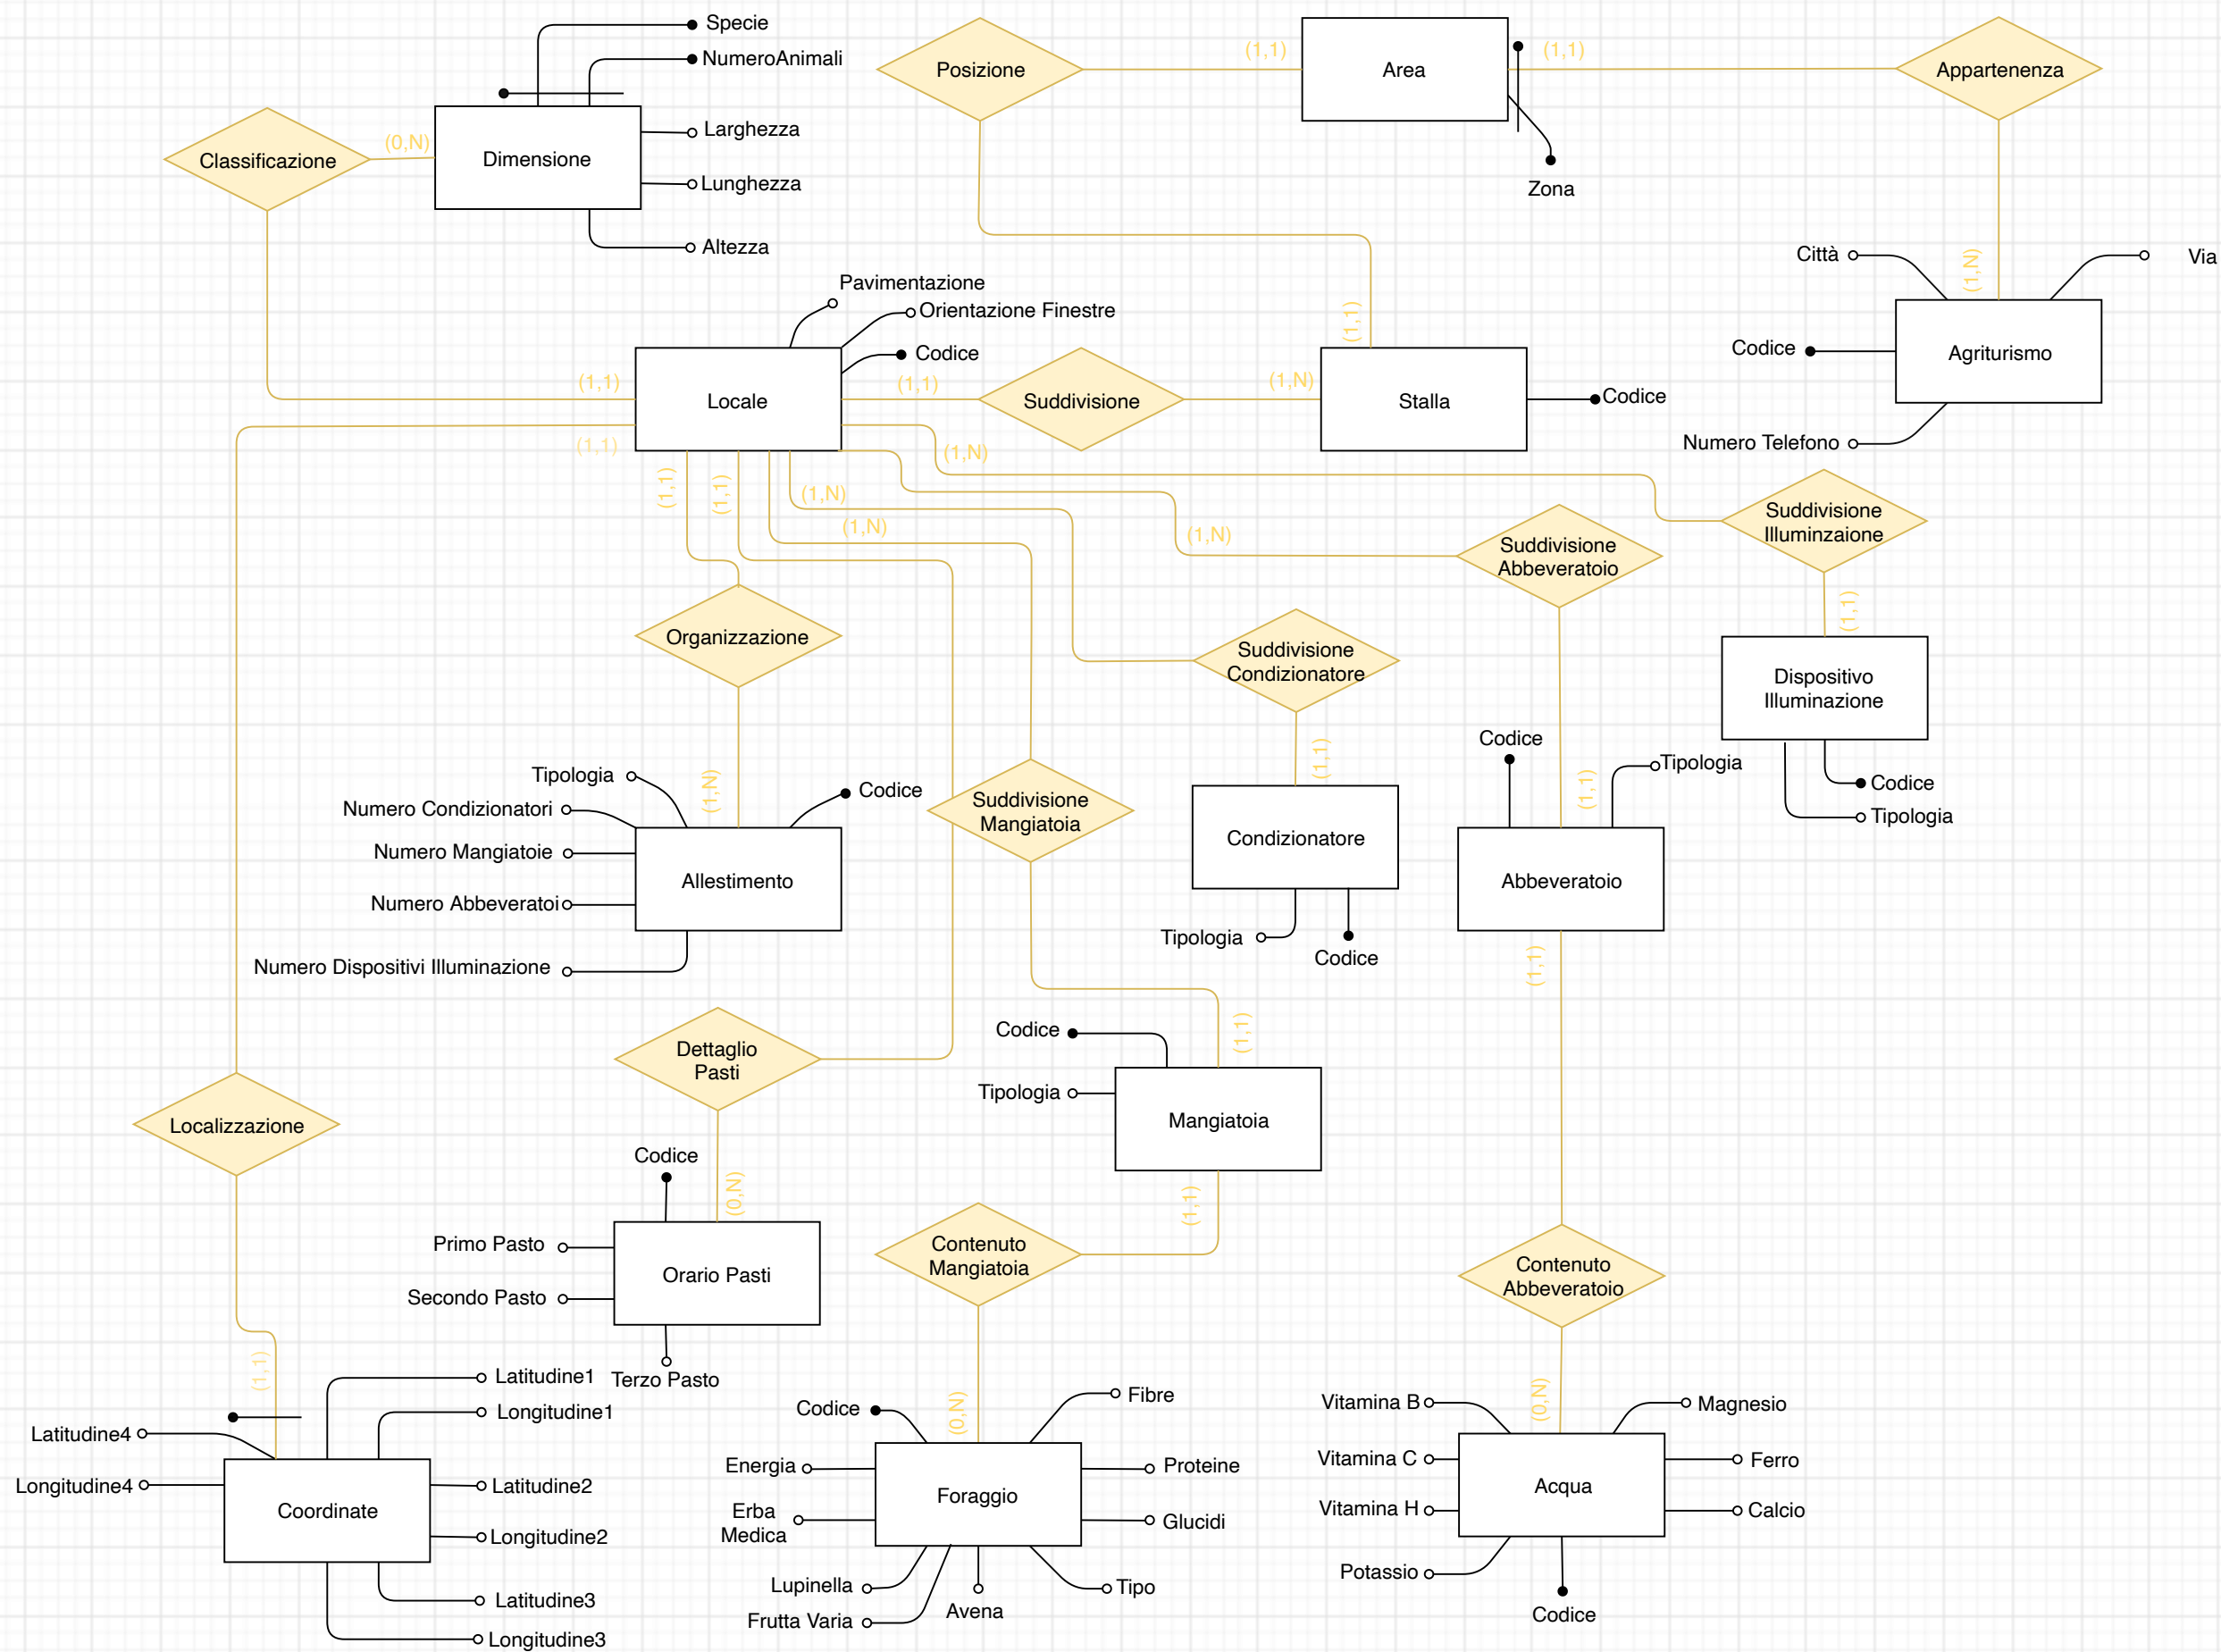 Specie
NumeroAnimali
Larghezza
Lunghezza
Altezza
Dimensione
(0,N)
Classificazione
Posizione
(1,1)
Area
(1,1)
Appartenenza
Zona
(1,N)
Città
Via
Codice
Agriturismo
Numero Telefono
Pavimentazione
Orientazione Finestre
Codice
(1,1)
Locale
(1,1)
Suddivisione
(1,N)
(1,1)
Stalla
Codice
(1,1)
(1,1)
(1,1)
(1,N)
(1,N)
(1,N)
(1,N)
Suddivisione
Illuminzaione
Suddivisione
Abbeveratoio
(1,1)
Organizzazione
Suddivisione
Condizionatore
Dispositivo
Illuminazione
Codice
Tipologia
(1,1)
Codice
Tipologia
(1,1)
Tipologia
Numero Condizionatori
Numero Mangiatoie
Numero Abbeveratoi
Numero Dispositivi Illuminazione
(1,N)
Codice
Allestimento
Suddivisione
Mangiatoia
Condizionatore
Tipologia
Codice
Abbeveratoio
(1,1)
Dettaglio
Pasti
Codice
Tipologia
(1,1)
Mangiatoia
(1,1)
Localizzazione
Codice
(0,N)
Primo Pasto
Secondo Pasto
Orario Pasti
Terzo Pasto
Contenuto
Mangiatoia
Contenuto
Abbeveratoio
(1,1)
Latitudine1
Longitudine1
Latitudine4
Longitudine4
Coordinate
Latitudine2
Longitudine2
Latitudine3
Longitudine3
(0,N)
Codice
Fibre
Energia
Proteine
Erba
Medica
Foraggio
Glucidi
Lupinella
Frutta Varia
Avena
Tipo
(0,N)
Vitamina B
Magnesio
Vitamina C
Ferro
Vitamina H
Acqua
Calcio
Potassio
Codice